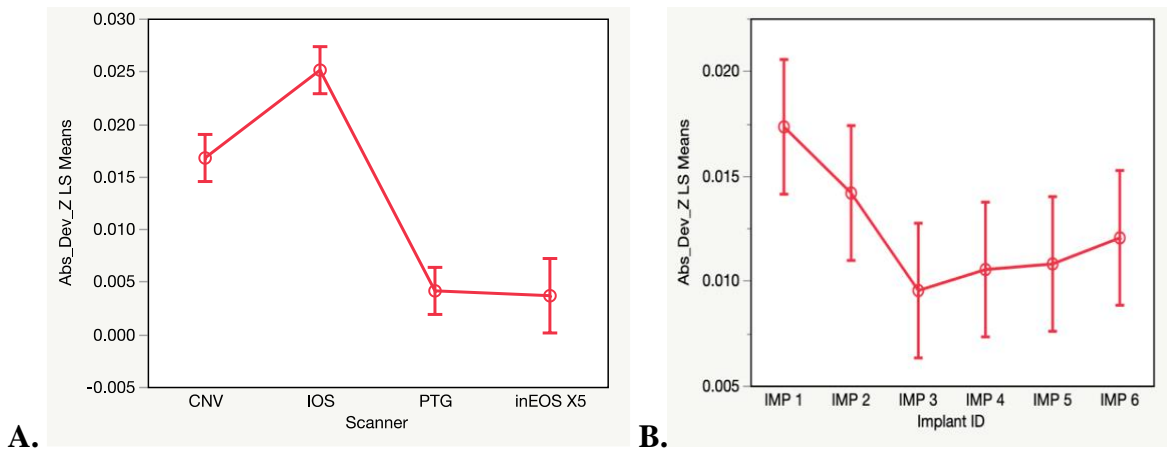 A.
Abs_Dev_Z LS Means
0.030
0.025
0.020
0.015
0.010
0.005
0.000
-0.005
CNV IOS PTG inEOS X5
Scanner
B.
Abs_Dev_Z LS Means
0.020
0.015
0.010
0.005
IMP 1 IMP 2 IMP 3 IMP 4 IMP 5 IMP 6
Implant ID